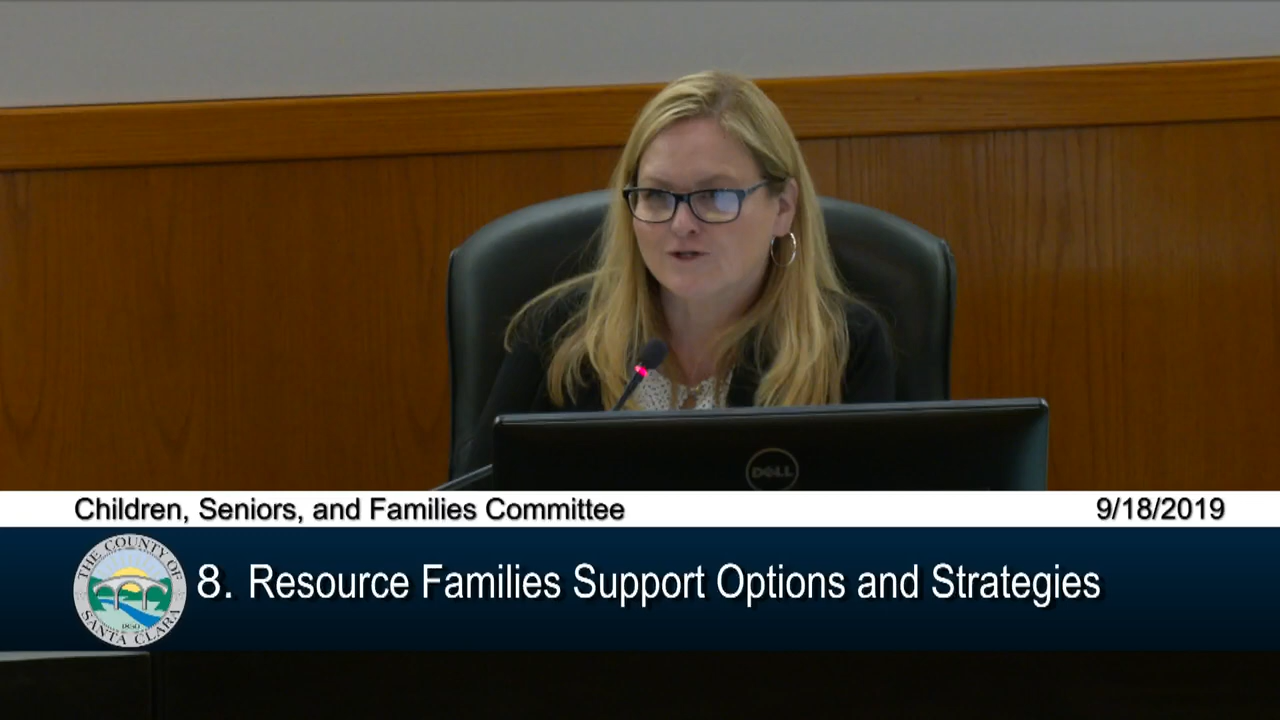 DELL
Children, Seniors, and Families Committee 9/18/2019
THE COUNTY OF
SANTA CLARA
1850
8. Resource Families Support Options and Strategies